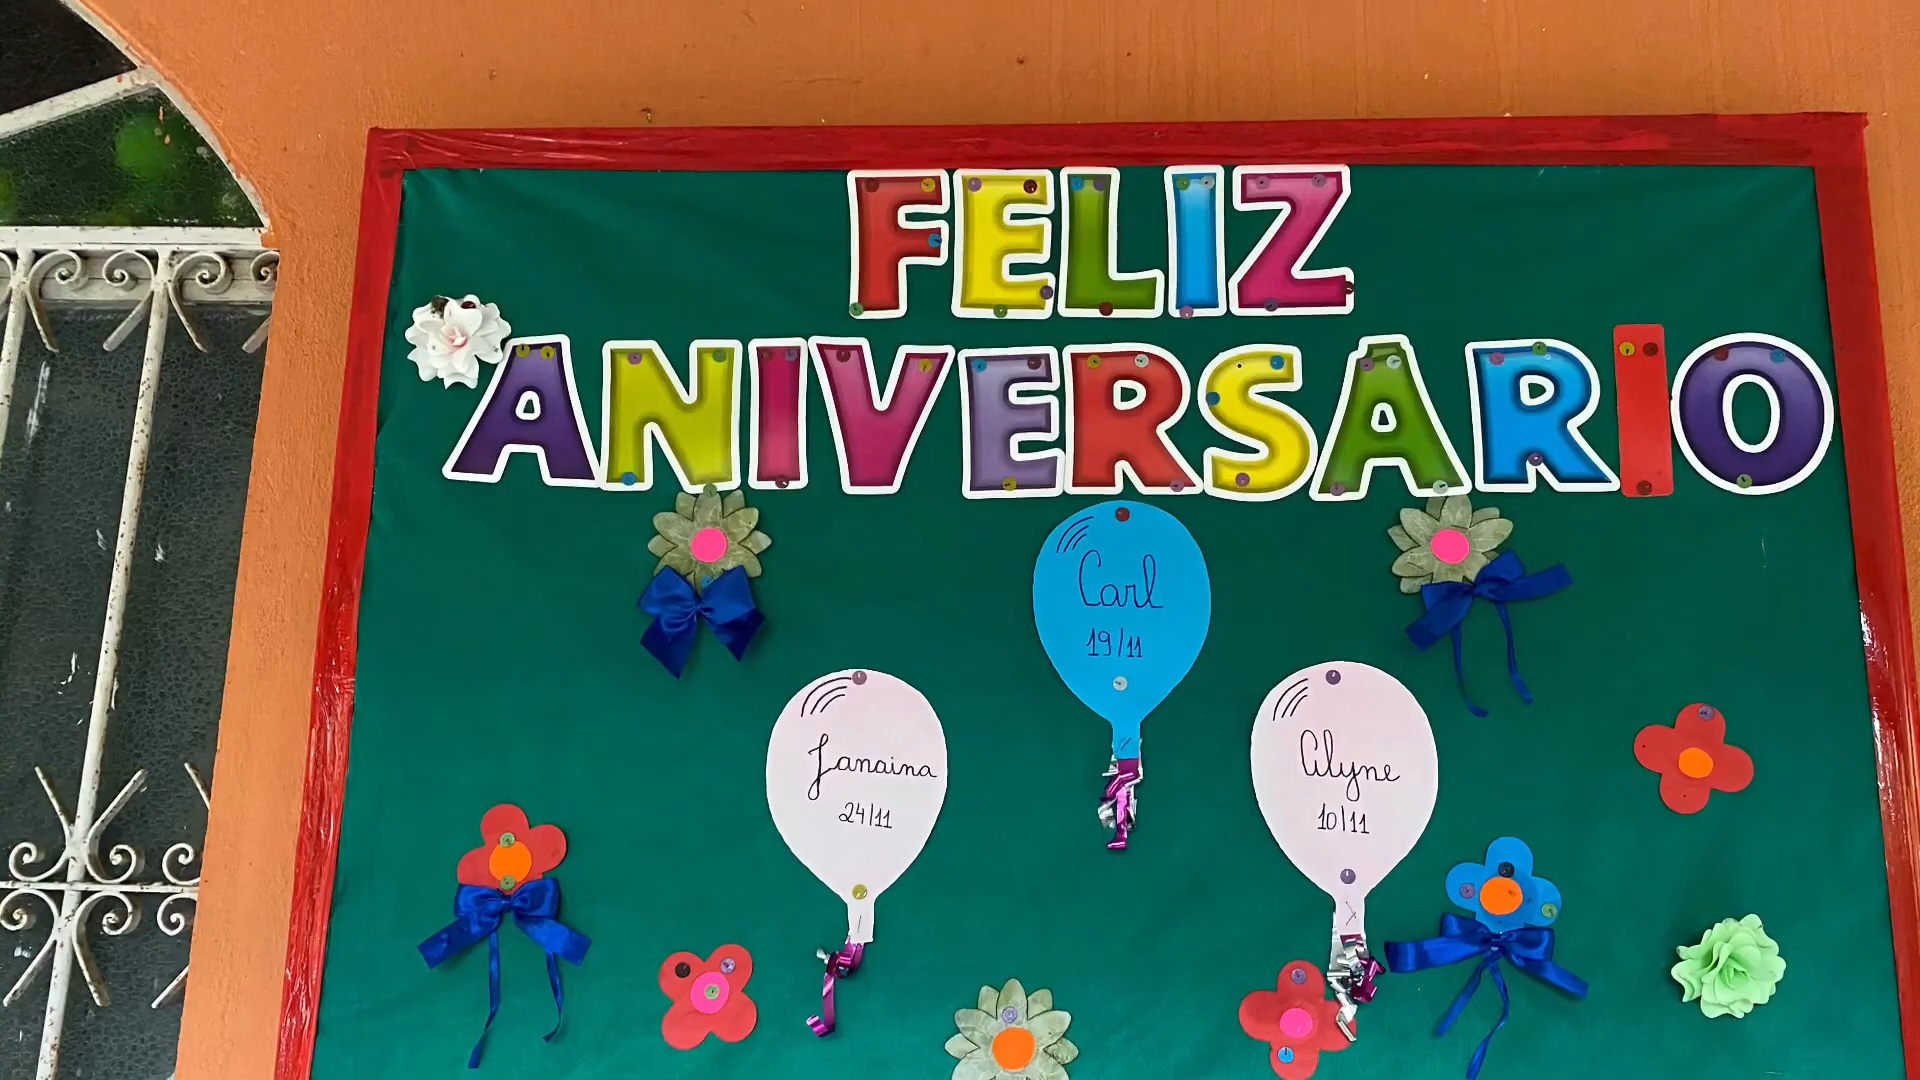 FELIZ
ANIVERSARIO
Carl
19/11
Janaina
24/11
Alyne
10/11